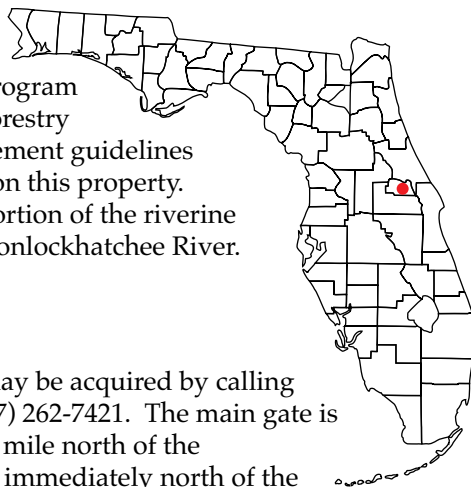 rogram
orestry
ement guidelines
on this property.
ortion of the riverine
onlockhatchee River.
may be acquired by calling
7) 262-7421.  The main gate is
mile north of the
immediately north of the